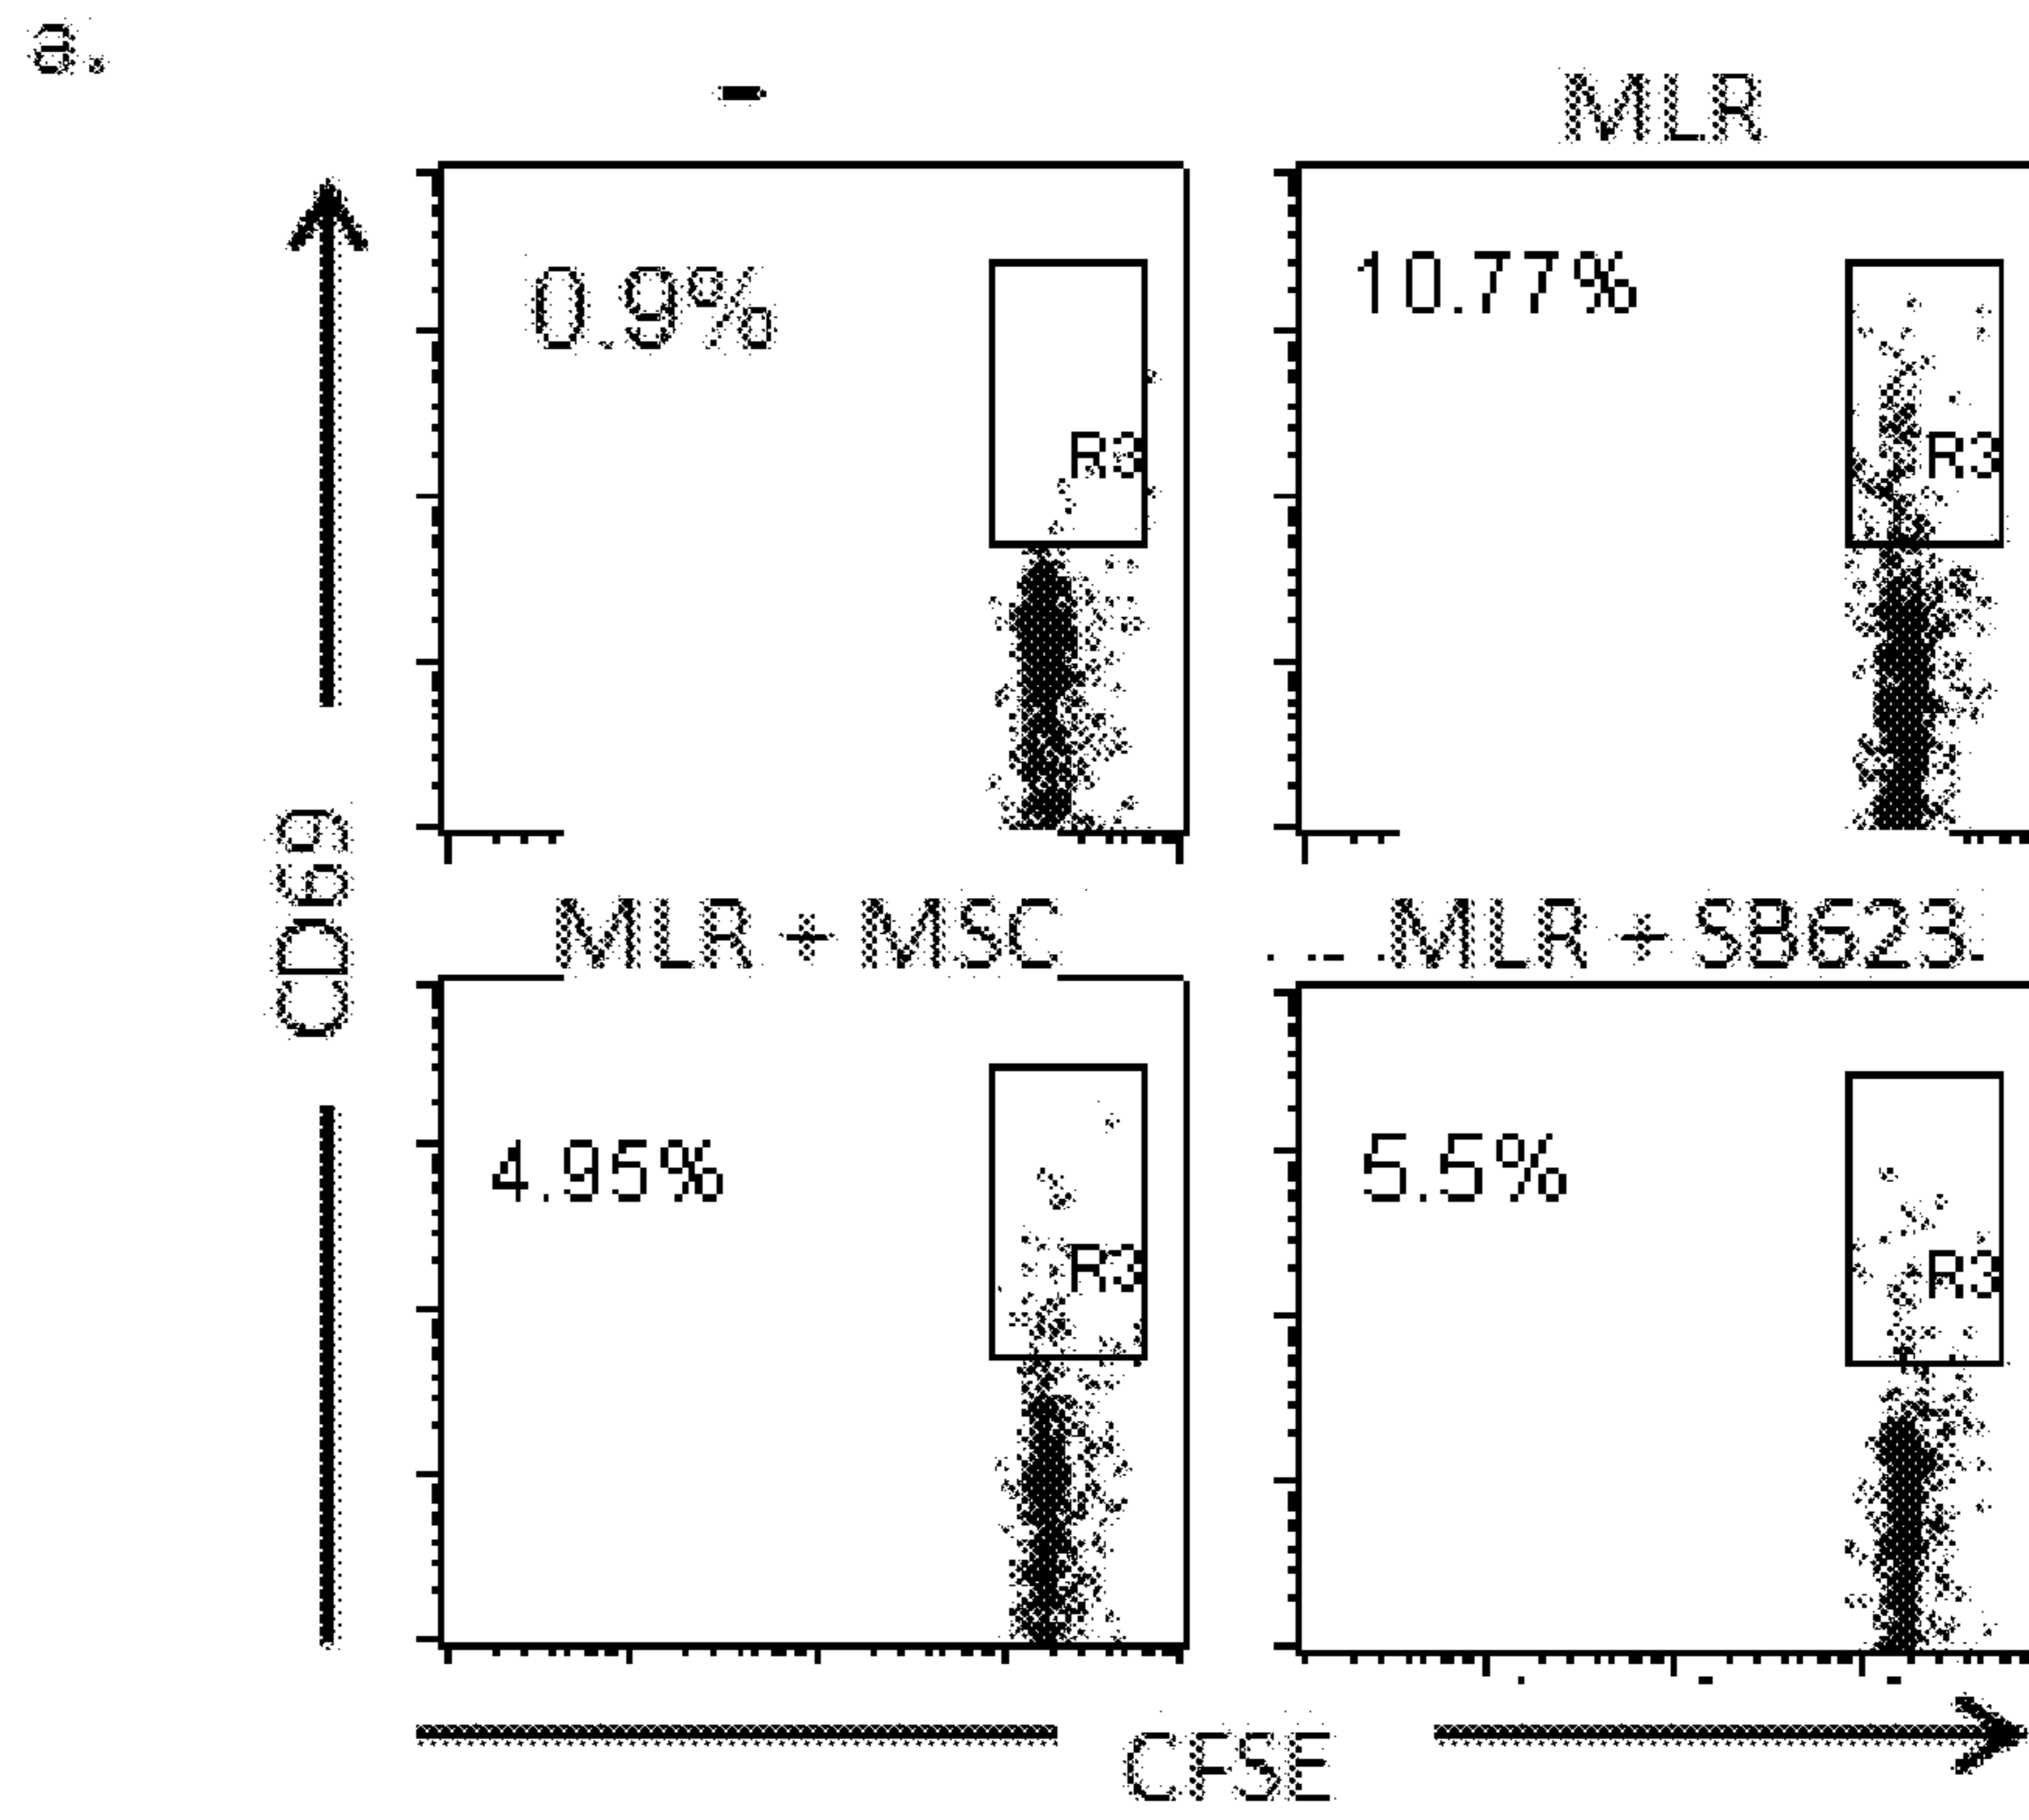 a.
-
MLR
0.9%
10.77%
R3
R3
CD69
MLR + MSC
MLR + SB623
4.95%
5.5%
R3
R3
CFSE